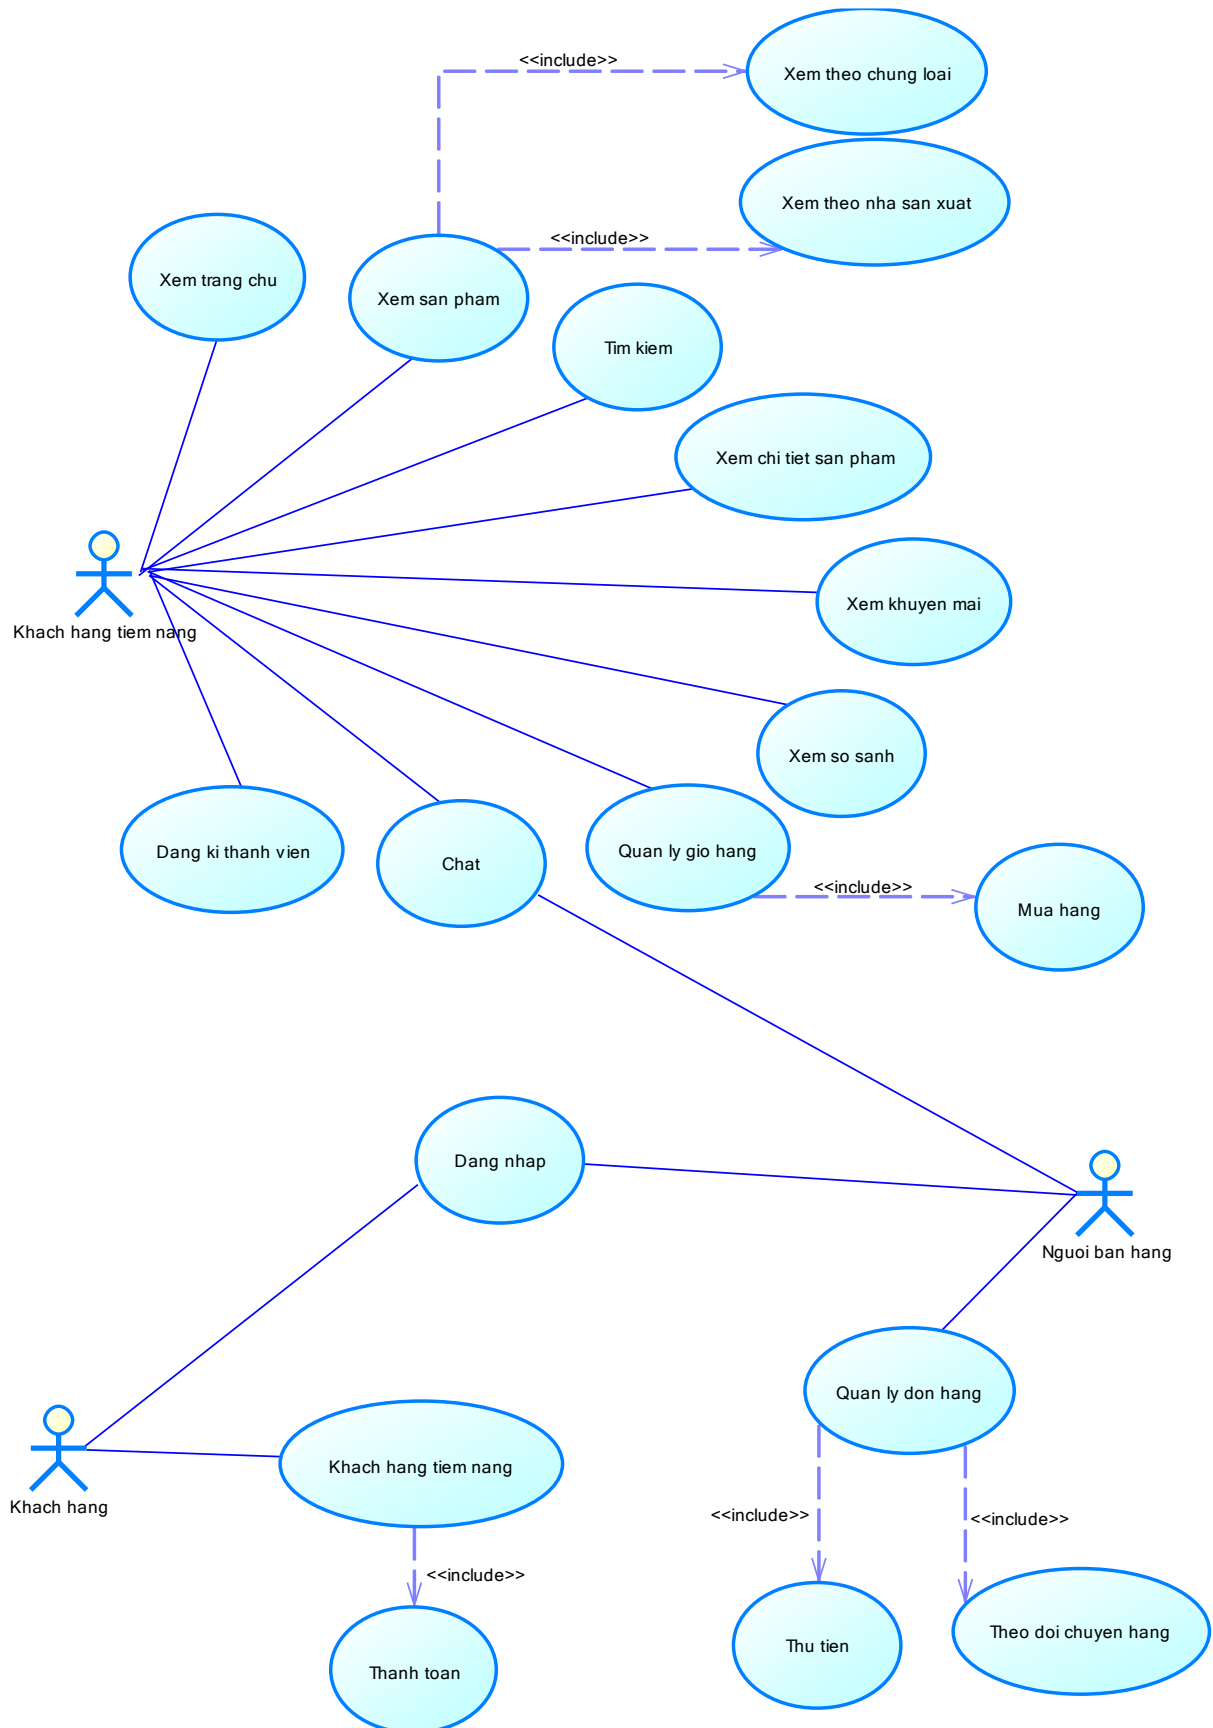 <<include>>
Xem theo chung loai
Xem theo nha san xuat
<<include>>
Xem trang chu
Xem san pham
Tim kiem
Xem chi tiet san pham
Xem khuyen mai
Khach hang tiem nang
Xem so sanh
Dang ki thanh vien
Chat
Quan ly gio hang
<<include>>
Mua hang
Dang nhap
Nguoi ban hang
Quan ly don hang
Khach hang tiem nang
Khach hang
<<include>>
<<include>>
<<include>>
Theo doi chuyen hang
Thu tien
Thanh toan